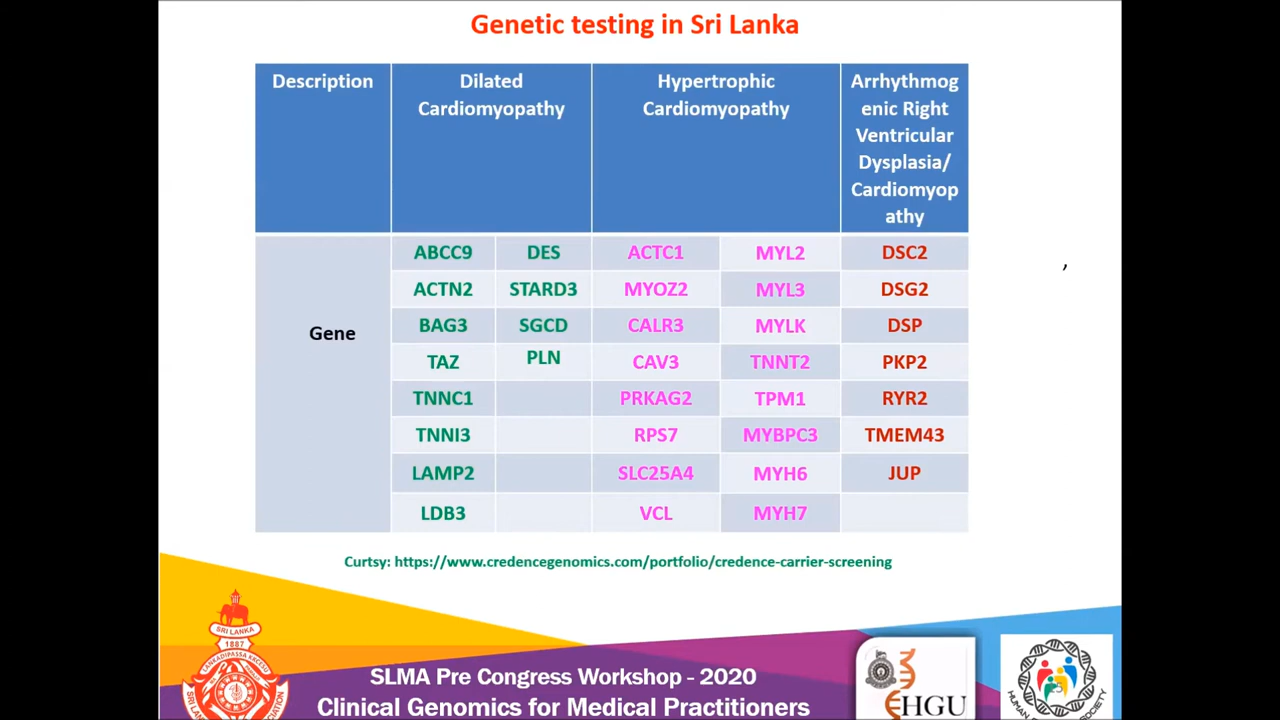 Genetic testing in Sri Lanka
Description
Dilated
Cardiomyopathy
Hypertrophic
Cardiomyopathy
Arrhythmog
enic Right
Ventricular
Dysplasia/
Cardiomyop
athy
Gene
ABCC9 DES ACTC1 MYL2 DSC2
ACTN2 STARD3 MYOZ2 MYL3 DSG2
BAG3 SGCD CALR3 MYLK DSP
TAZ PLN CAV3 TNNT2 PKP2
TNNC1 PRKAG2 TPM1 RYR2
TNNI3 RPS7 MYBPC3 TMEM43
LAMP2 SLC25A4 MYH6 JUP
LDB3 VCL MYH7
,
Curtsy: https://www.credencegenomics.com/portfolio/credence-carrier-screening
SRI LANKA
1887
SLMA Pre Congress Workshop - 2020
Clinical Genomics for Medical Practitioners
EHGU